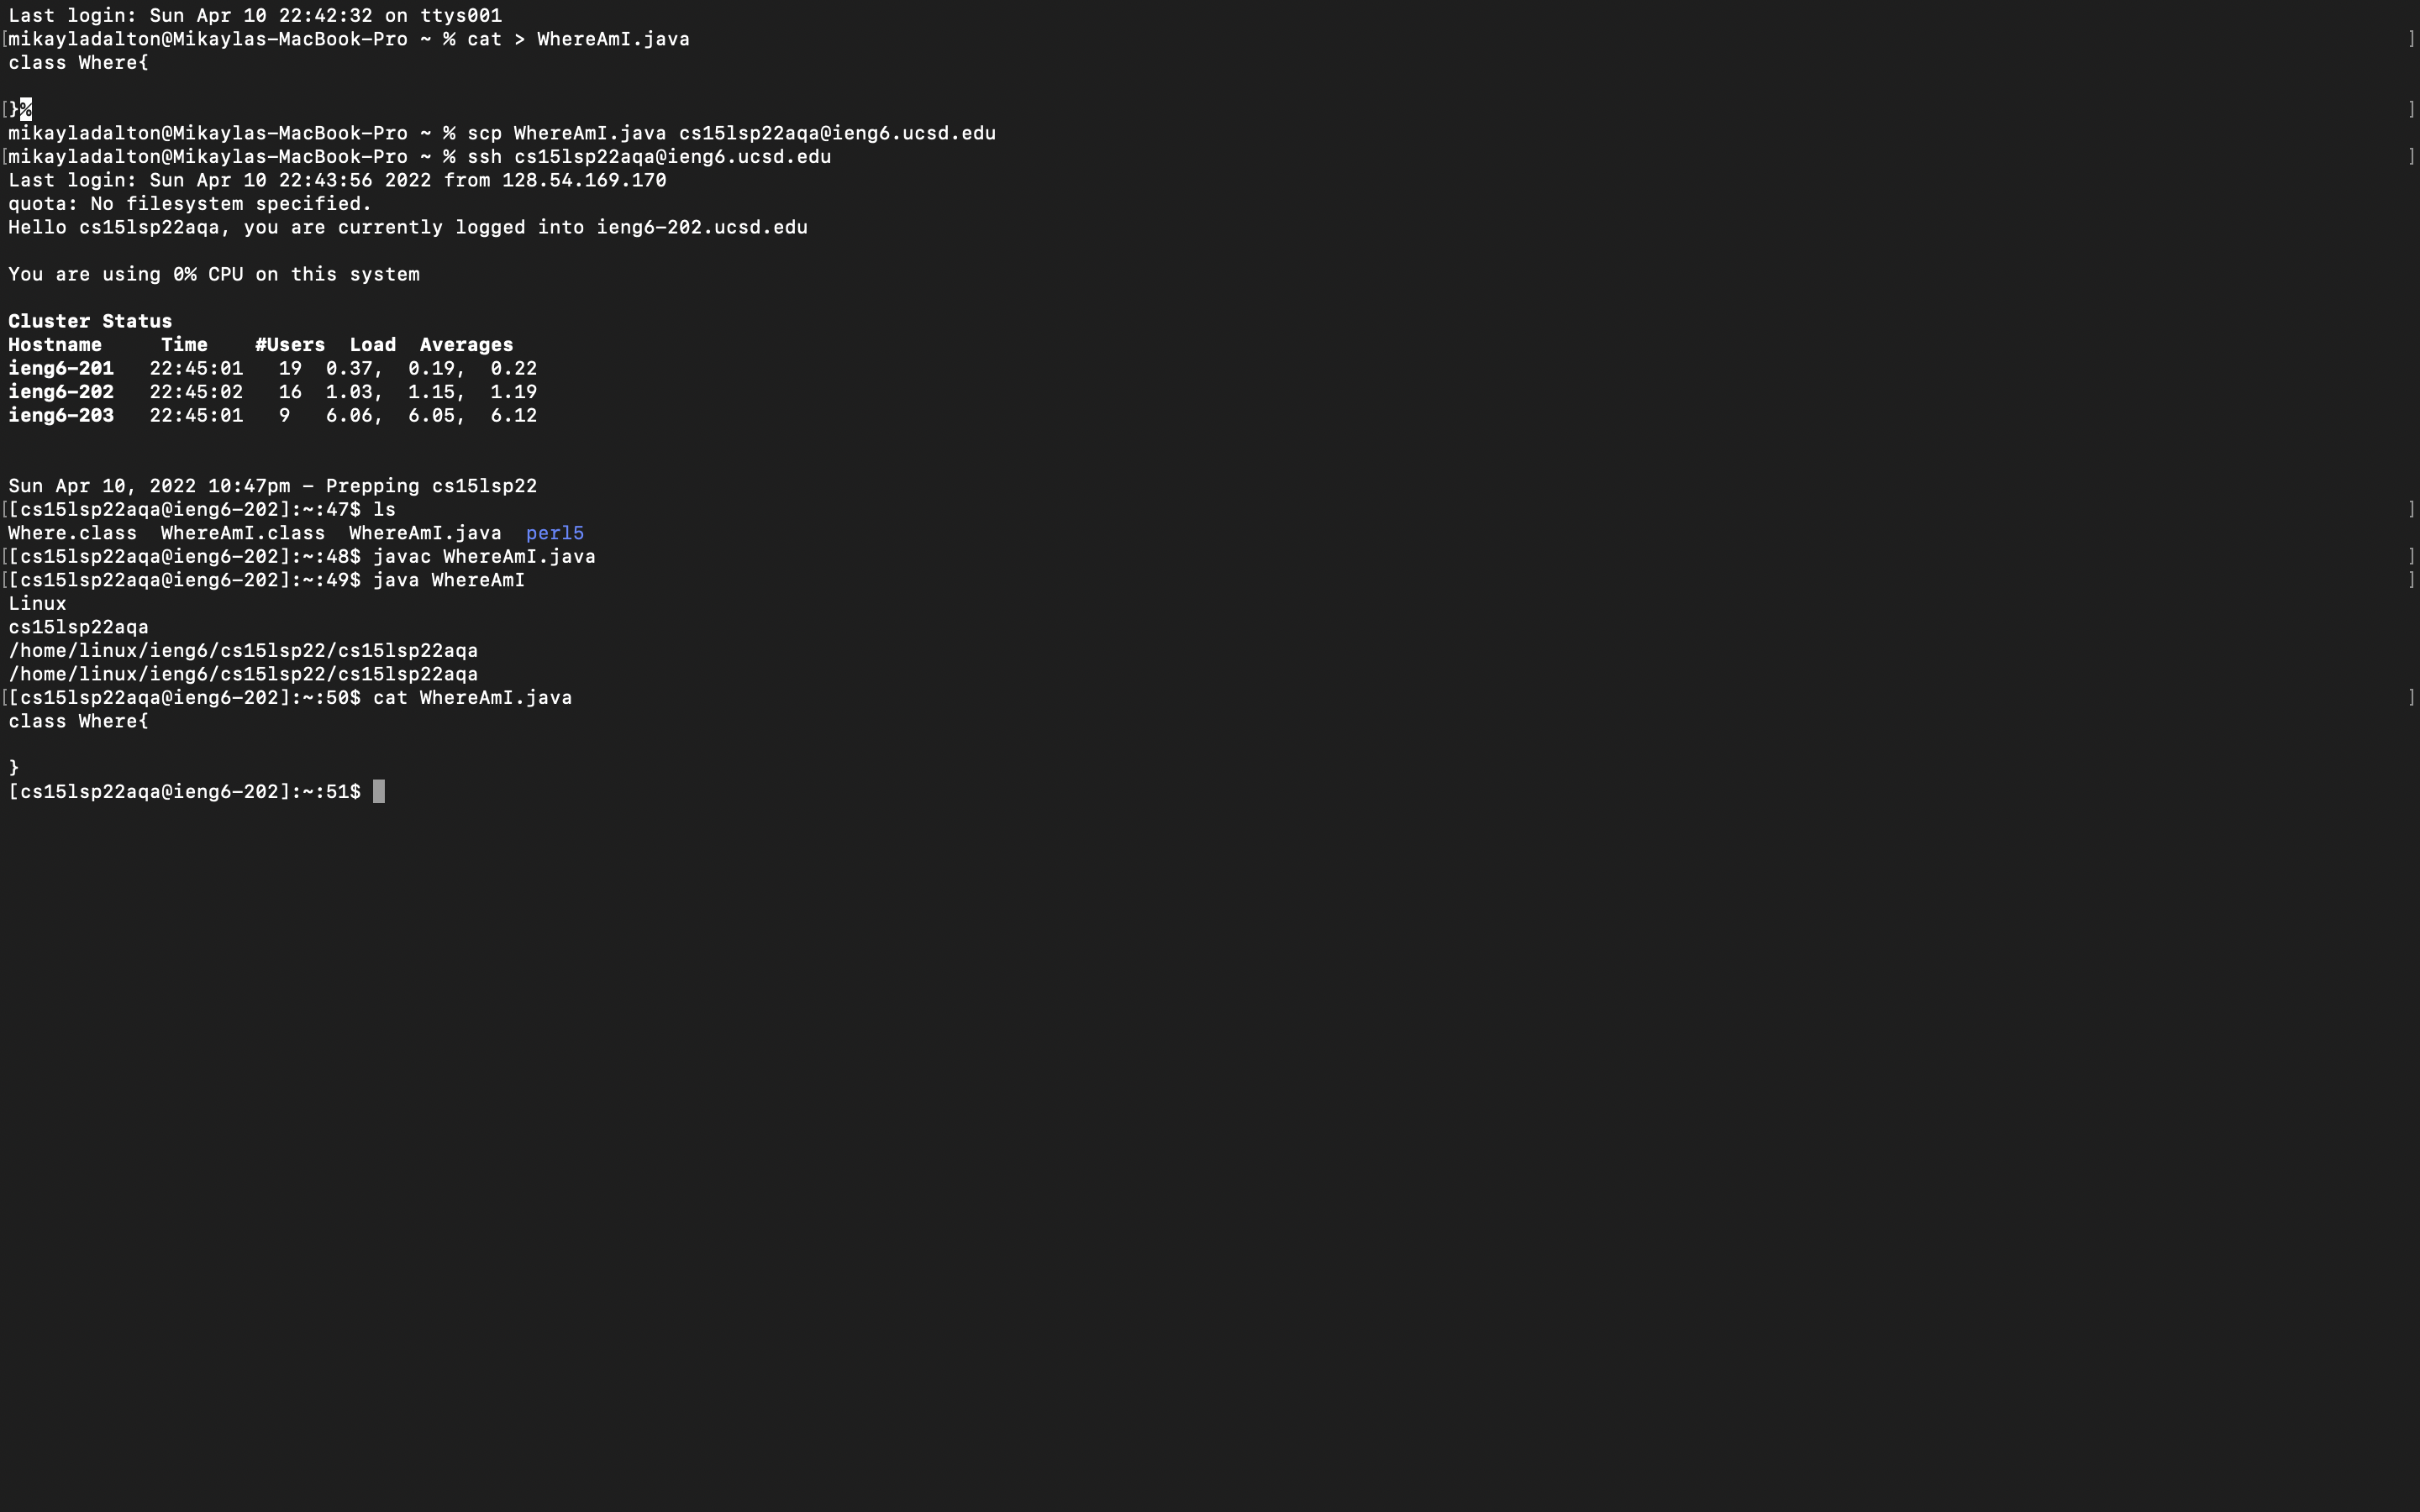 Last login: Sun Apr 10 22:42:32 on ttys001
[mikayladalton@Mikaylas-MacBook-Pro ~ % cat > WhereAmI.java ]
class Where{
[}% ]
mikayladalton@Mikaylas-MacBook-Pro ~ % scp WhereAmI.java cs15lsp22aqa@ieng6.ucsd.edu
[mikayladalton@Mikaylas-MacBook-Pro ~ % ssh cs15lsp22aqa@ieng6.ucsd.edu ]
Last login: Sun Apr 10 22:43:56 2022 from 128.54.169.170
quota: No filesystem specified.
Hello cs15lsp22aqa, you are currently logged into ieng6-202.ucsd.edu
You are using 0% CPU on this system
Cluster Status
Hostname     Time    #Users  Load  Averages
ieng6-201   22:45:01   19  0.37,  0.19,  0.22
ieng6-202   22:45:02   16  1.03,  1.15,  1.19
ieng6-203   22:45:01   9   6.06,  6.05,  6.12
Sun Apr 10, 2022 10:47pm - Prepping cs15lsp22
[[cs15lsp22aqa@ieng6-202]:~:47$ ls ]
Where.class  WhereAmI.class  WhereAmI.java  perl5
[[cs15lsp22aqa@ieng6-202]:~:48$ javac WhereAmI.java ]
[[cs15lsp22aqa@ieng6-202]:~:49$ java WhereAmI ]
Linux
cs15lsp22aqa
/home/linux/ieng6/cs15lsp22/cs15lsp22aqa
/home/linux/ieng6/cs15lsp22/cs15lsp22aqa
[[cs15lsp22aqa@ieng6-202]:~:50$ cat WhereAmI.java ]
class Where{
}
[cs15lsp22aqa@ieng6-202]:~:51$